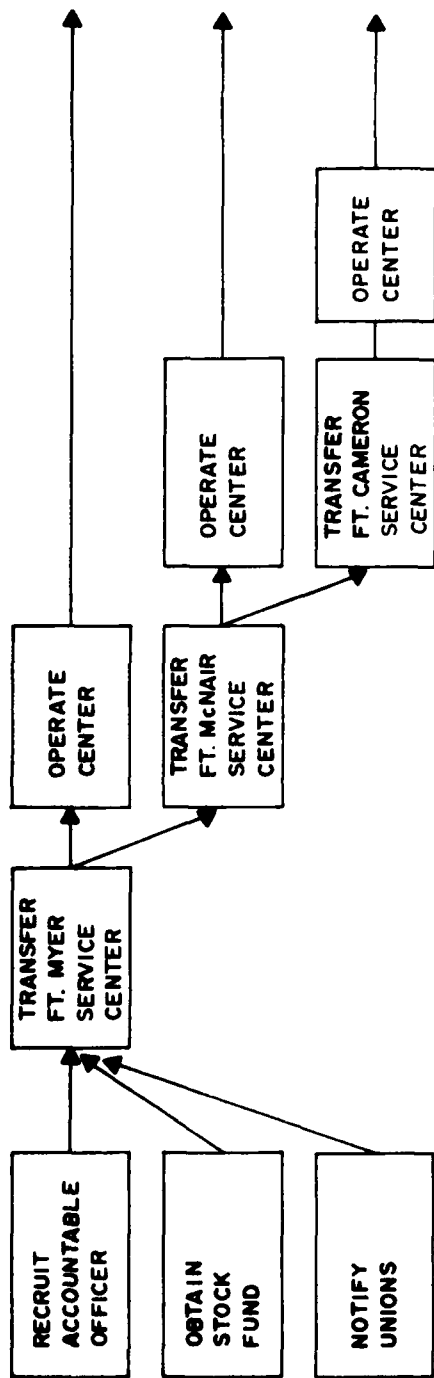 RECRUIT
ACCOUNTABLE
OFFICER
OBTAIN
STOCK
FUND
NOTIFY
UNIONS
TRANSFER
FT. MYER
SERVICE
CENTER
OPERATE
CENTER
TRANSFER
FT. McNAIR
SERVICE
CENTER
OPERATE
CENTER
TRANSFER
FT. CAMERON
SERVICE
CENTER
OPERATE
CENTER